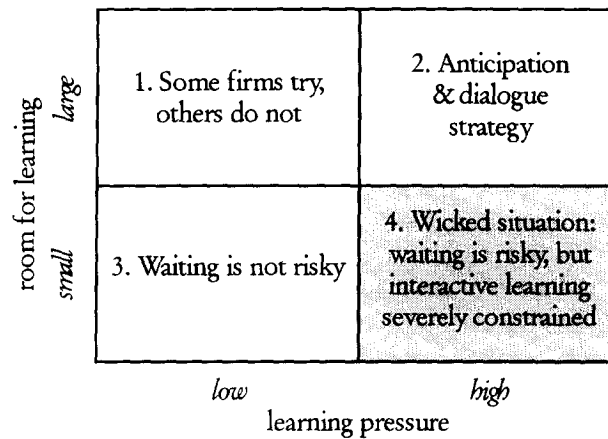 room for learning
large
small
1. Some firms try,
others do not
2. Anticipation
& dialogue
strategy
3. Waiting is not risky
4. Wicked situation:
waiting is risky, but
interactive learning
severely constrained
low
high
learning pressure